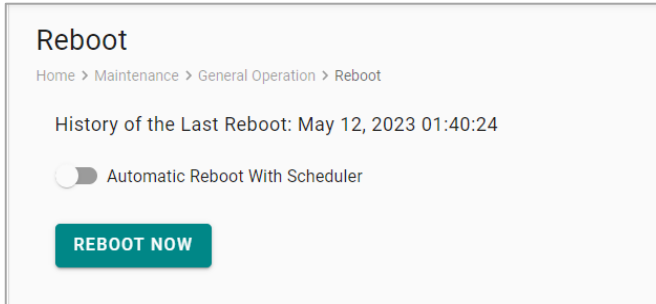 Reboot
Home > Maintenance > General Operation > Reboot
History of the Last Reboot: May 12, 2023 01:40:24
Automatic Reboot With Scheduler
REBOOT NOW